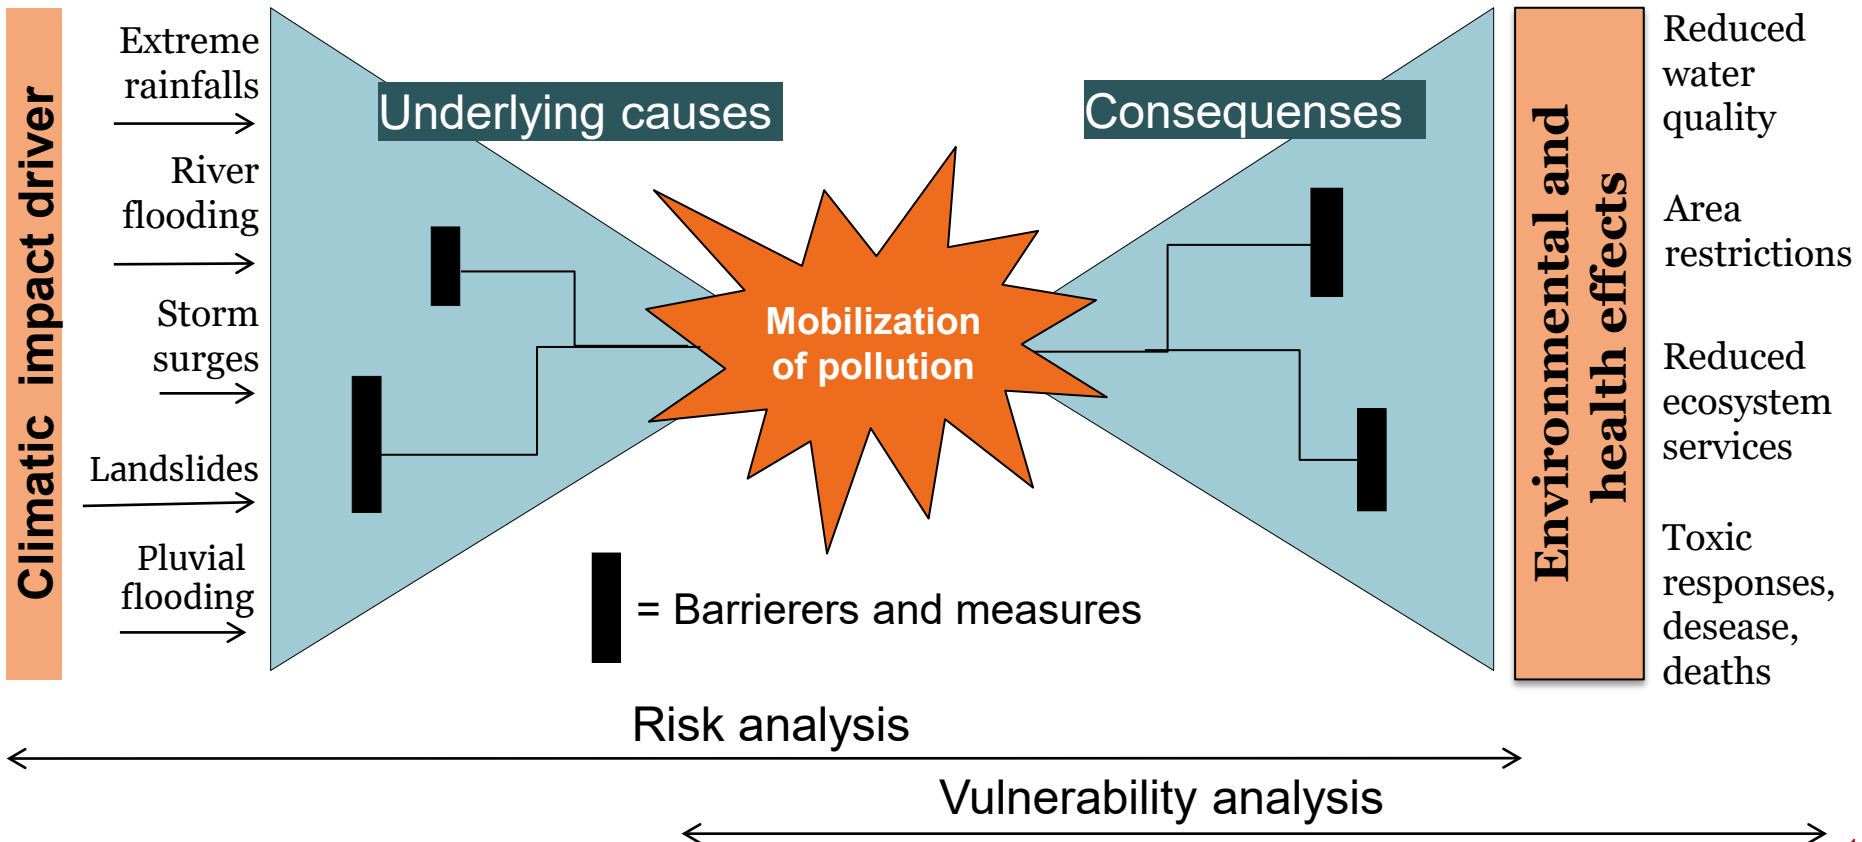 Climatic impact driver
Extreme
rainfalls
River
flooding
Storm
surges
Landslides
Pluvial
flooding
Underlying causes
Mobilization
of pollution
Consequenses
= Barrierers and measures
Environmental and
health effects
Reduced
water
quality
Area
restrictions
Reduced
ecosystem
services
Toxic
responses,
desease,
deaths
Risk analysis
Vulnerability analysis